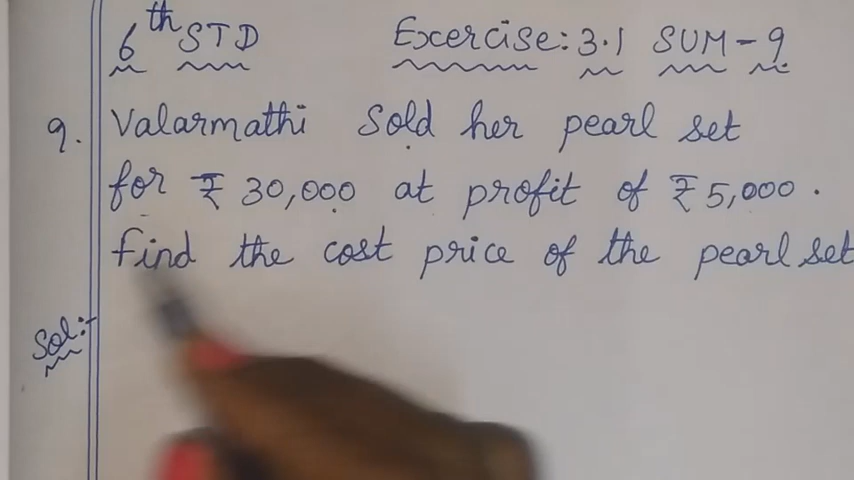 6th STD Excercise: 3.1 SUM-9
9. Valarmathi Sold her pearl set
for ₹ 30,000 at profit of ₹ 5,000.
find the cost price of the pearl set
Sol:-